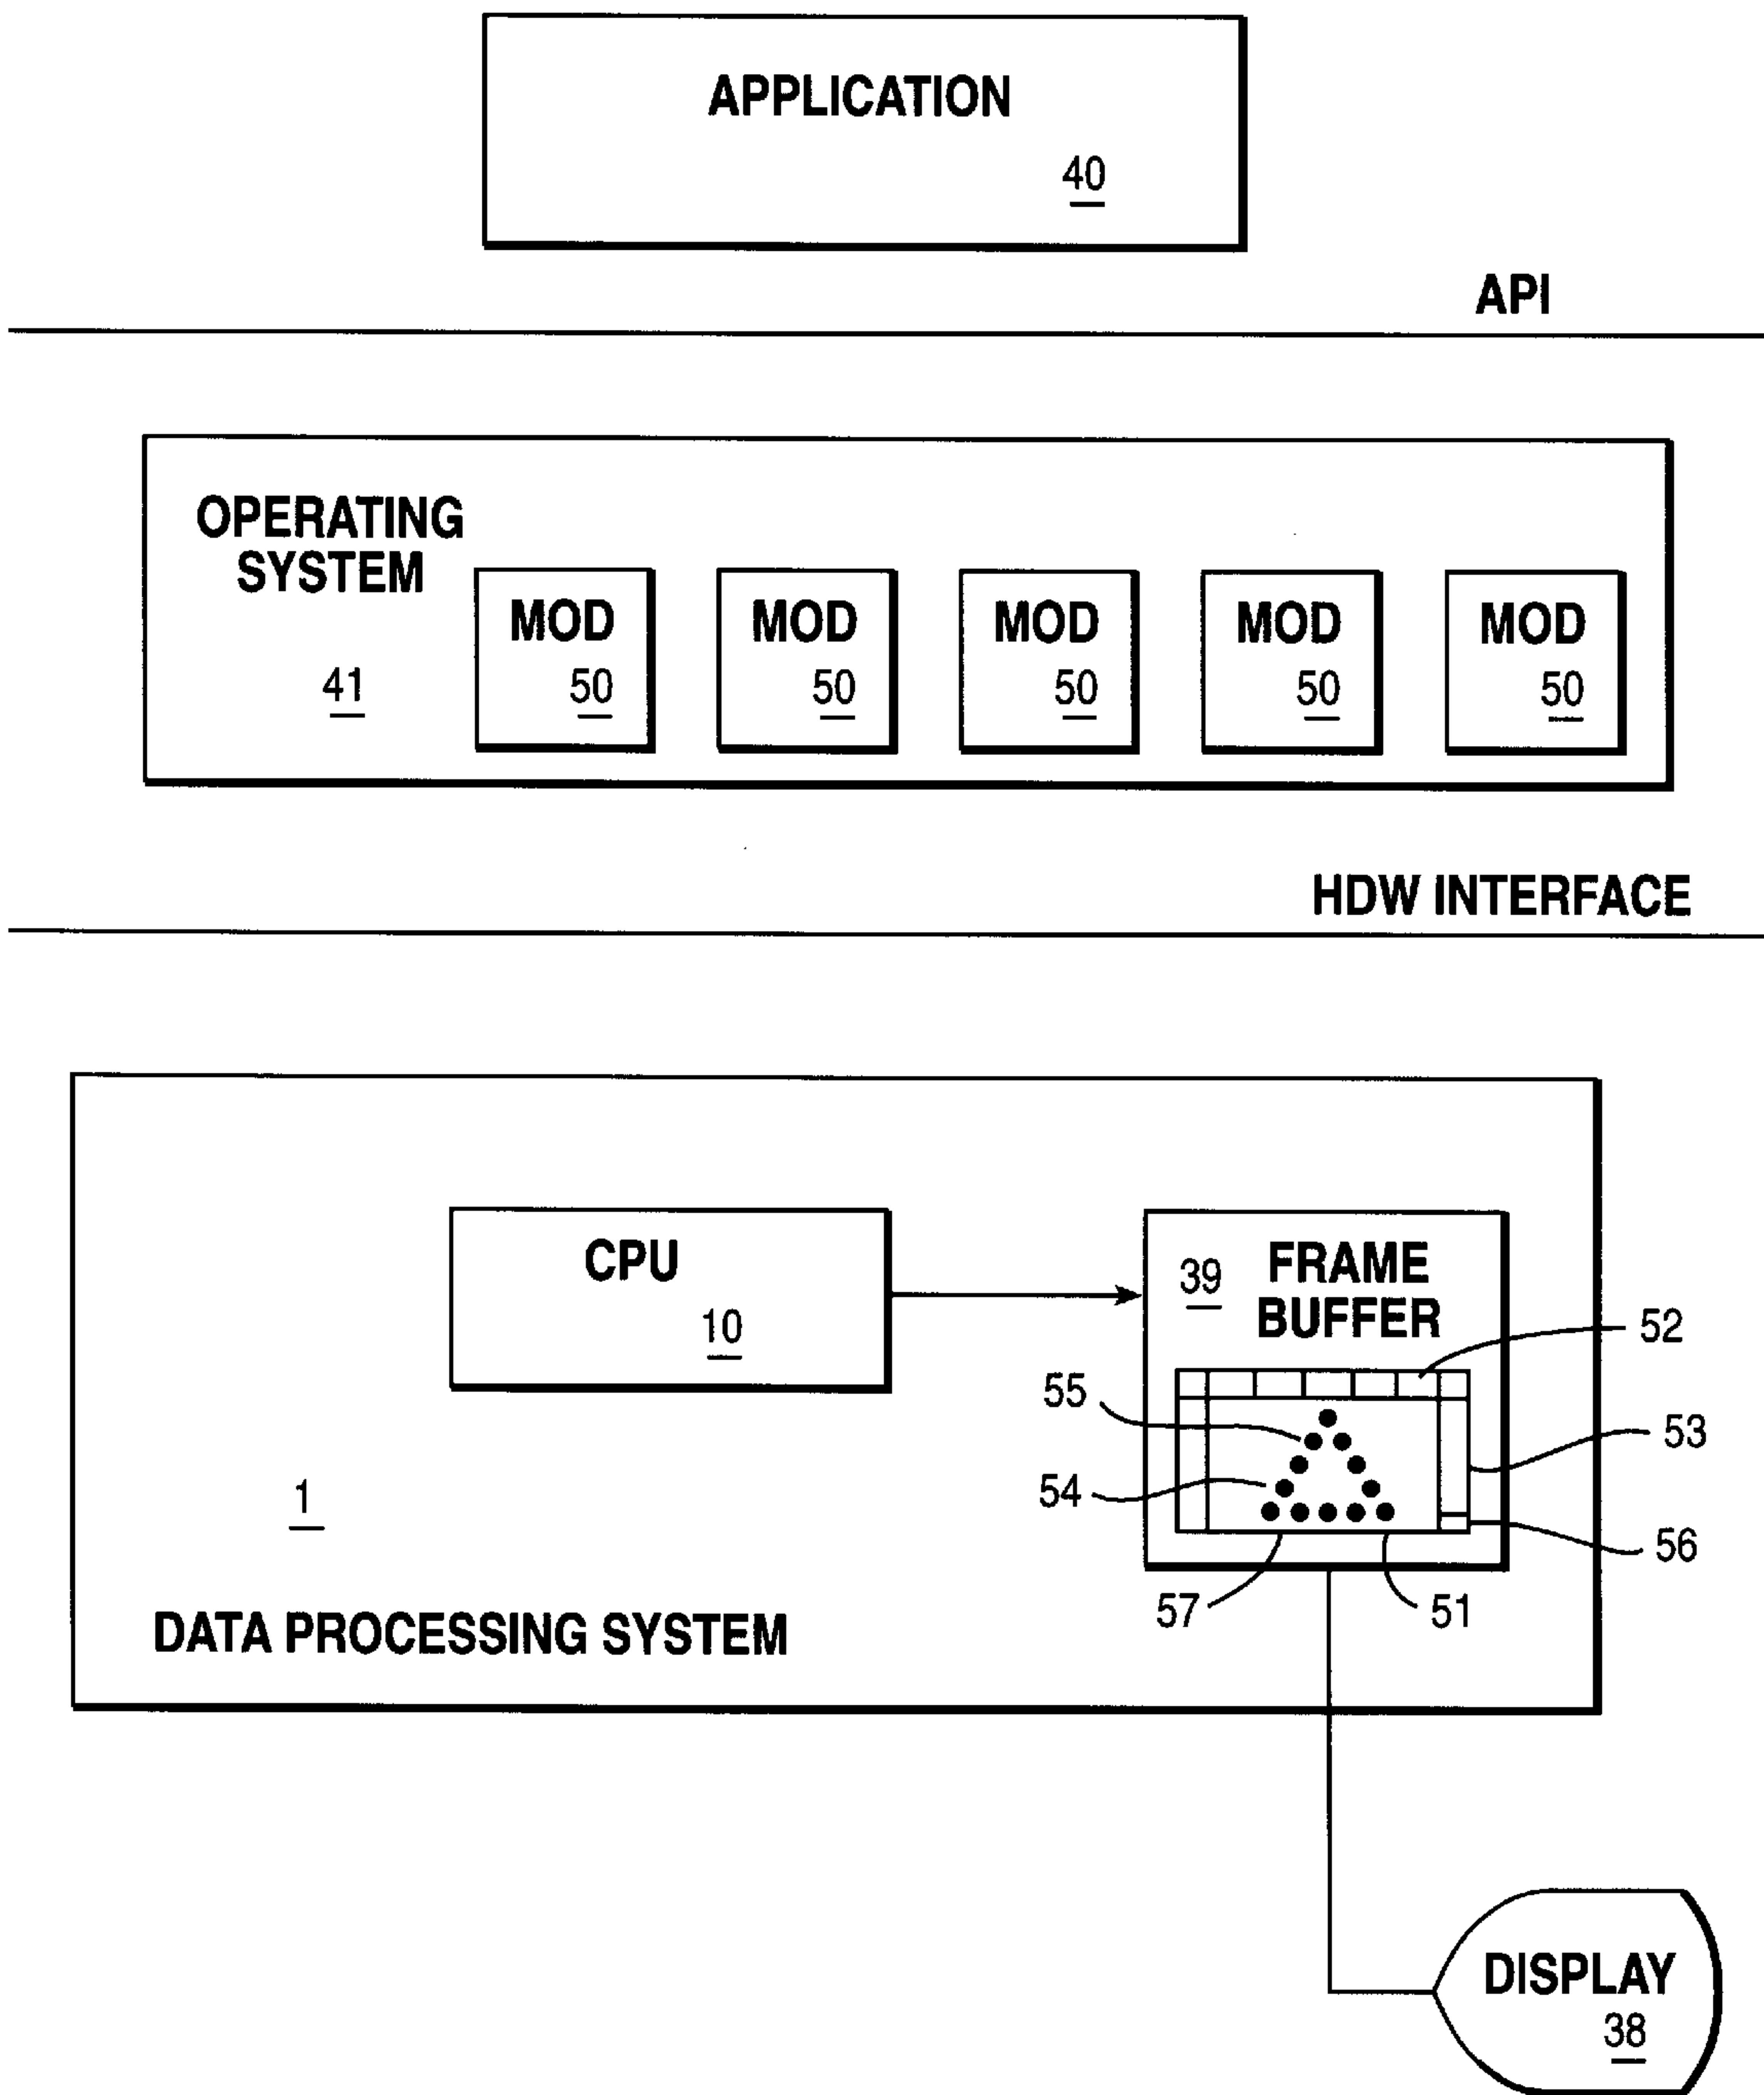 APPLICATION
40
API
OPERATING
SYSTEM
41
MOD
50
MOD
50
MOD
50
MOD
50
MOD
50
HDW INTERFACE
CPU
10
39
FRAME
BUFFER
52
55
53
54
56
57
51
1
DATA PROCESSING SYSTEM
DISPLAY
38